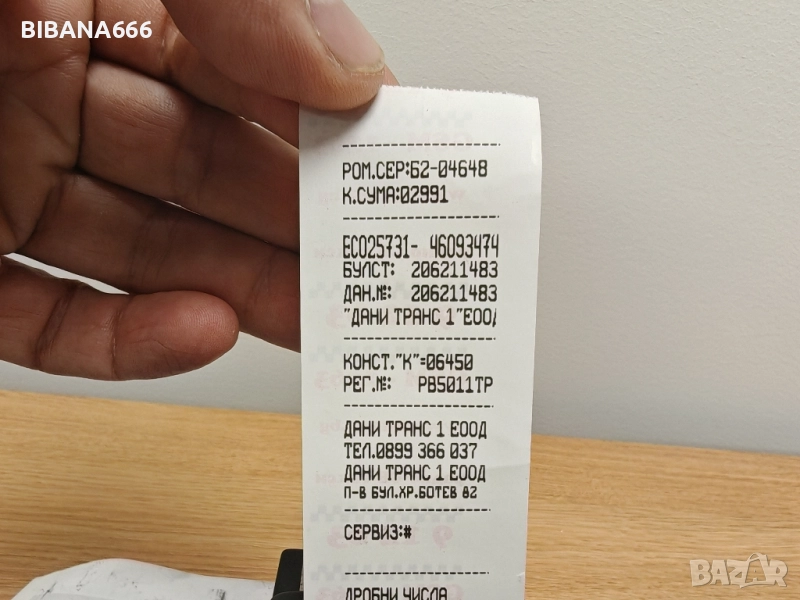 BIBANA666
РОМ.СЕР:Б2-04648
К.СУМА:02991
EC025731- 46093474
БУЛСТ: 206211483
ДАН.№: 206211483
"ДАНИ ТРАНС 1"ЕООД
КОНСТ."К"=06450
РЕГ.№: РВ5011ТР
ДАНИ ТРАНС 1 ЕООД
ТЕЛ.0899 366 037
ДАНИ ТРАНС 1 ЕООД
П-В БУЛ.ХР.БОТЕВ 82
СЕРВИЗ:#
ДРОБНИ ЧИСЛА
BAZAR